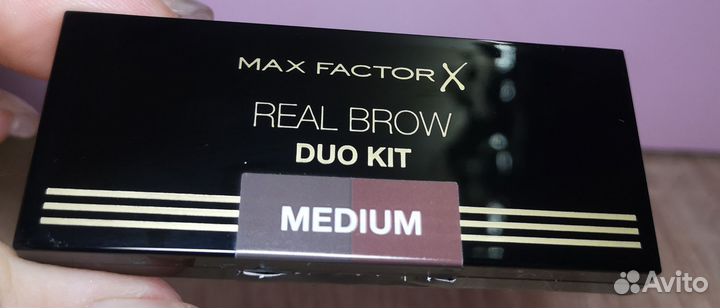 MAX FACTOR X
REAL BROW
DUO KIT
MEDIUM
Avito